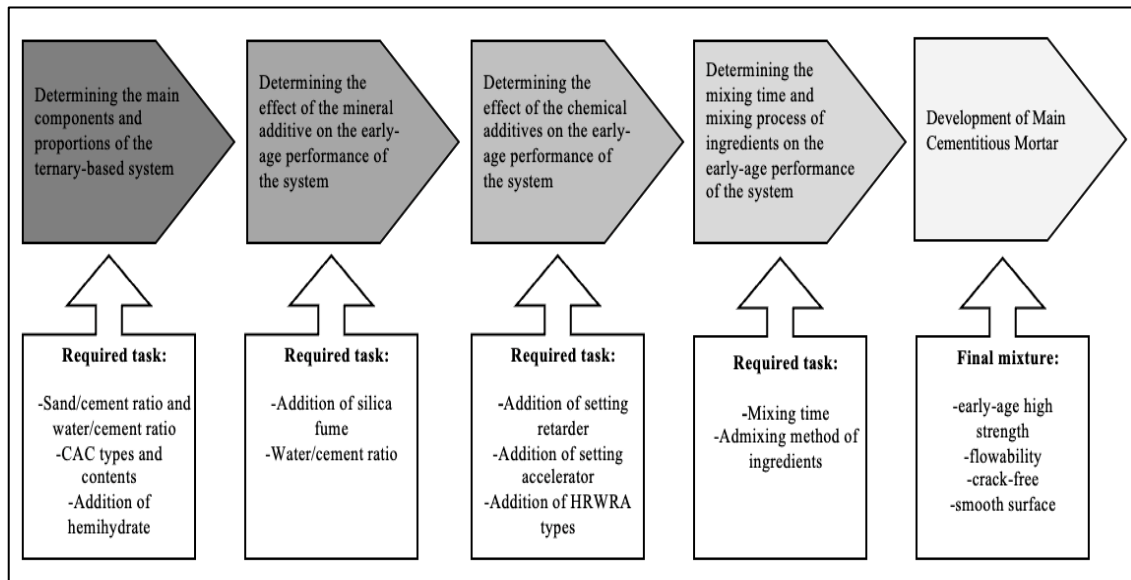 Determining the main
components and
proportions of the
ternary-based system
Determining the
effect of the mineral
additive on the early-
age performance of
the system
Determining the
effect of the chemical
additives on the early-
age performance of
the system
Determining the
mixing time and
mixing process of
ingredients on the
early-age performance
of the system
Development of Main
Cementitious Mortar
Required task:
-Sand/cement ratio and
water/cement ratio
-CAC types and
contents
-Addition of
hemihydrate
Required task:
-Addition of silica
fume
-Water/cement ratio
Required task:
-Addition of setting
retarder
-Addition of setting
accelerator
-Addition of HRWRA
types
Required task:
-Mixing time
-Admixing method of
ingredients
Final mixture:
-early-age high
strength
-flowability
-crack-free
-smooth surface